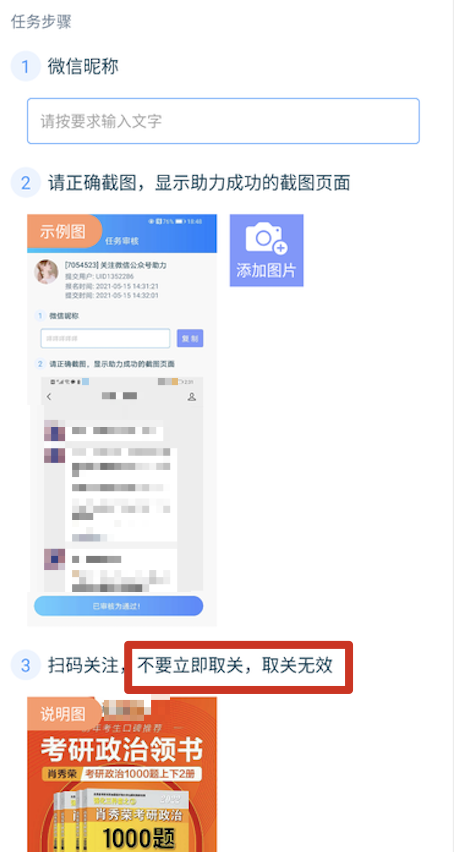 任务步骤
1 微信昵称
请按要求输入文字
2 请正确截图，显示助力成功的截图页面
示例图
76% 18:40
任务审核
[7054523] 关注微信公众号助力
提交用户: UID1352286
报名时间: 2021-05-15 14:31:21
提交时间: 2021-05-15 14:32:01
1 微信昵称
复制
2 请正确截图，显示助力成功的截图页面
已审核为通过!
添加图片
3 扫码关注，不要立即取关，取关无效
说明图
年考生口碑推荐
考研政治领书
肖秀荣 考研政治1000题上下2册
肖秀荣考研政治
1000题